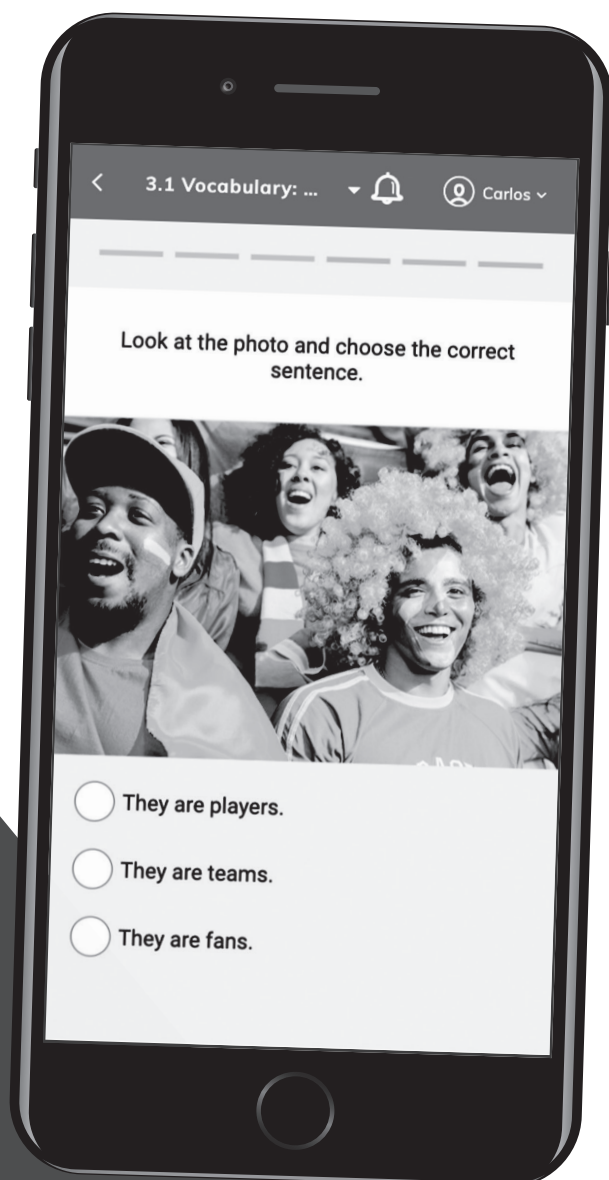 3.1 Vocabulary: ...
Carlos
Look at the photo and choose the correct
sentence.
They are players.
They are teams.
They are fans.